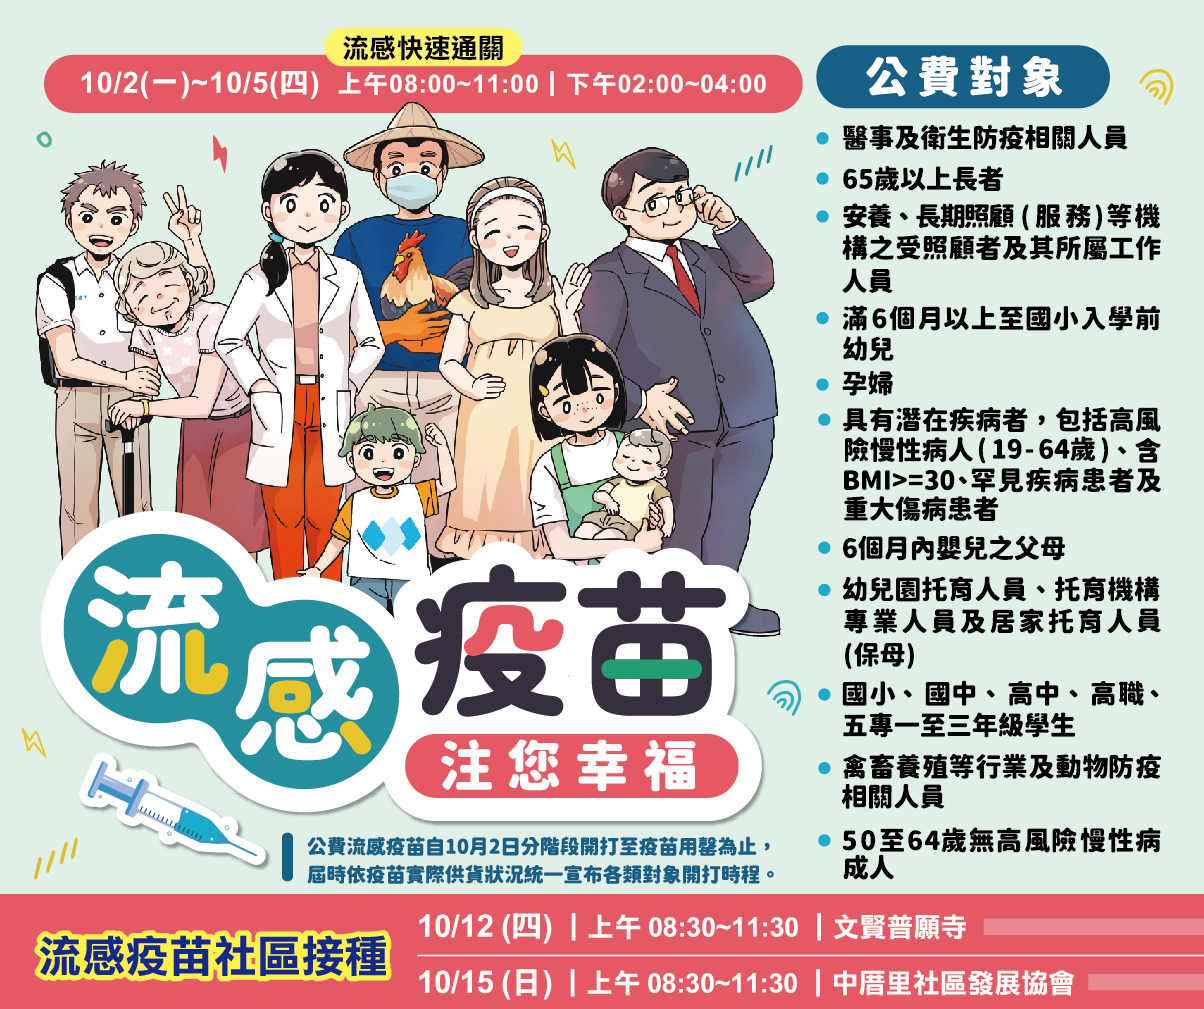 流感快速通關
10/2(一)~10/5(四) 上午08:00~11:00｜下午02:00~04:00
公費對象
醫事及衛生防疫相關人員
65歲以上長者
安養、長期照顧(服務)等機
構之受照顧者及其所屬工作
人員
滿6個月以上至國小入學前
幼兒
孕婦
具有潛在疾病者，包括高風
險慢性病人(19-64歲)、含
BMI>=30、罕見疾病患者及
重大傷病患者
6個月內嬰兒之父母
幼兒園托育人員、托育機構
專業人員及居家托育人員
(保母)
國小、國中、高中、高職、
五專一至三年級學生
禽畜養殖等行業及動物防疫
相關人員
50至64歲無高風險慢性病
成人
流感疫苗
注您幸福
公費流感疫苗自10月2日分階段開打至疫苗用罄為止，
屆時依疫苗實際供貨狀況統一宣布各類對象開打時程。
流感疫苗社區接種
10/12 (四) ｜上午 08:30~11:30 ｜文賢普願寺
10/15 (日) ｜上午 08:30~11:30 ｜中厝里社區發展協會